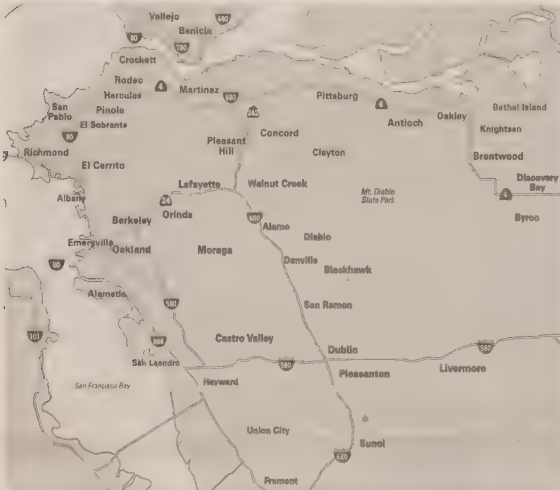 Vallejo
680
Benicia
80
780
Crockett
Rodeo
Hercules
4
Martinez
680
Pittsburg
4
San
Pablo
Pinole
242
Oakley
Bethel Island
El Sobrante
Antioch
Knightsen
80
Concord
Richmond
Pleasant
Hill
Clayton
Brentwood
El Cerrito
Discovery
Bay
Lafayette
Walnut Creek
Mt. Diablo
State Park
4
Albany
24
Orinda
Berkeley
680
Byron
Alamo
Diablo
Emeryville
Oakland
Moraga
Danville
80
Blackhawk
Alameda
580
San Ramon
101
880
Castro Valley
580
Dublin
San Leandro
580
Pleasanton
Livermore
San Francisco Bay
Hayward
Union City
Sunol
680
Fremont